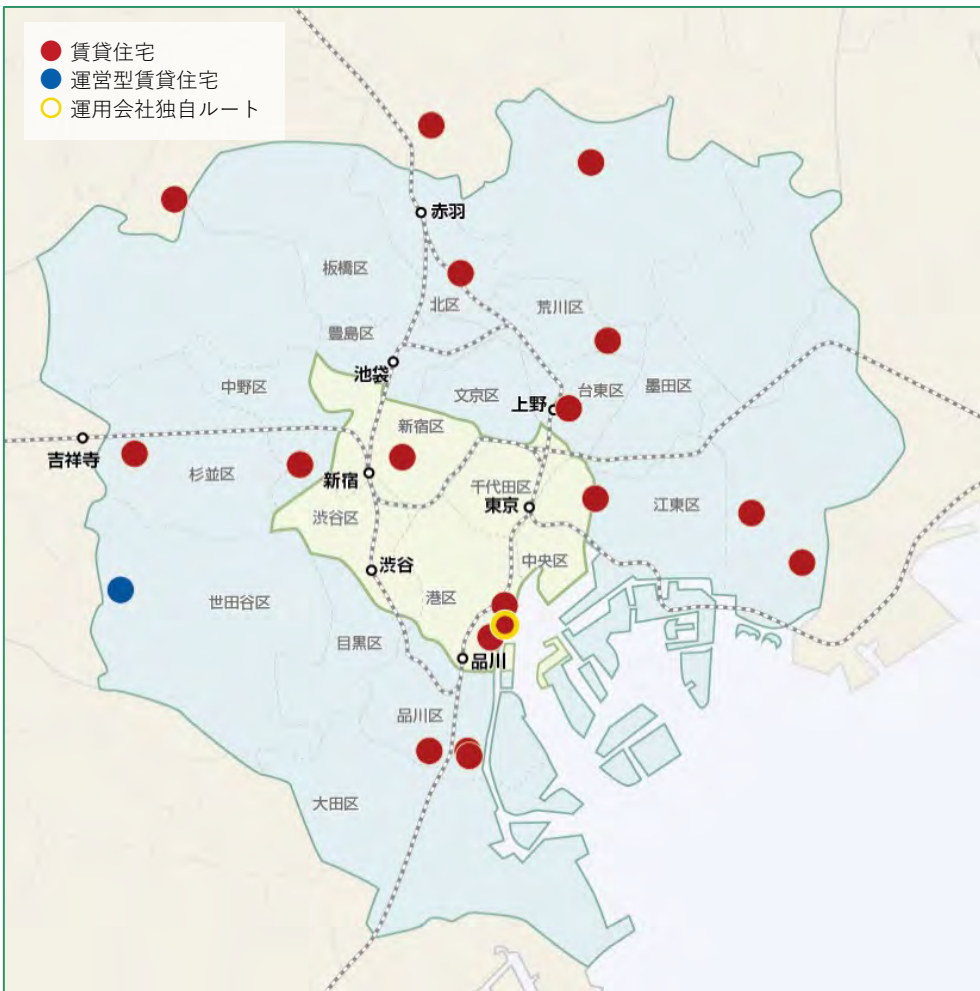 賃貸住宅
運営型賃貸住宅
運用会社独自ルート
赤羽
板橋区
北区
荒川区
豊島区
池袋
中野区
文京区
上野
台東区
墨田区
新宿区
吉祥寺
杉並区
新宿
千代田区
東京
江東区
渋谷区
中央区
渋谷
港区
世田谷区
目黒区
品川
品川区
大田区